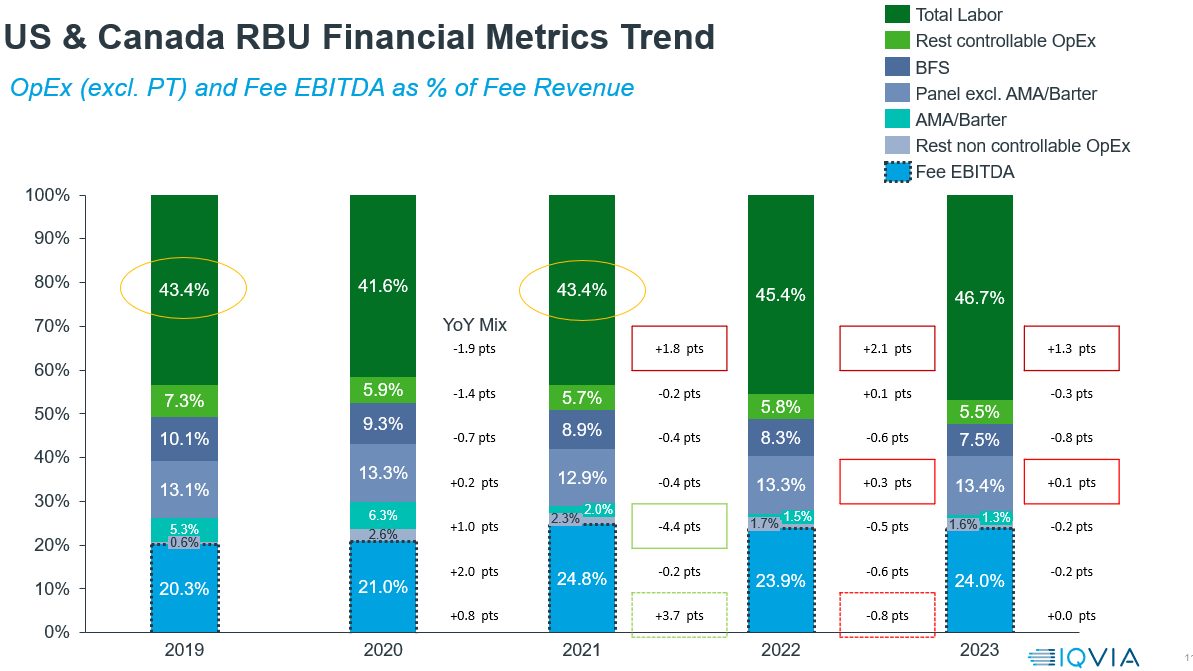 US & Canada RBU Financial Metrics Trend
OpEx (excl. PT) and Fee EBITDA as % of Fee Revenue
Total Labor
Rest controllable OpEx
BFS
Panel excl. AMA/Barter
AMA/Barter
Rest non controllable OpEx
Fee EBITDA
100%
90%
80%
70%
60%
50%
40%
30%
20%
10%
0%
43.4%
7.3%
10.1%
13.1%
5.3%
0.6%
20.3%
2019
41.6%
5.9%
9.3%
13.3%
6.3%
2.6%
21.0%
2020
YoY Mix
-1.9 pts
-1.4 pts
-0.7 pts
+0.2 pts
+1.0 pts
+2.0 pts
+0.8 pts
43.4%
5.7%
8.9%
12.9%
2.0%
2.3%
24.8%
2021
+1.8 pts
-0.2 pts
-0.4 pts
-0.4 pts
-4.4 pts
-0.2 pts
+3.7 pts
45.4%
5.8%
8.3%
13.3%
1.5%
1.7%
23.9%
2022
+2.1 pts
+0.1 pts
-0.6 pts
+0.3 pts
-0.5 pts
-0.6 pts
-0.8 pts
46.7%
5.5%
7.5%
13.4%
1.3%
1.6%
24.0%
2023
+1.3 pts
-0.3 pts
-0.8 pts
+0.1 pts
-0.2 pts
-0.2 pts
+0.0 pts
IQVIA